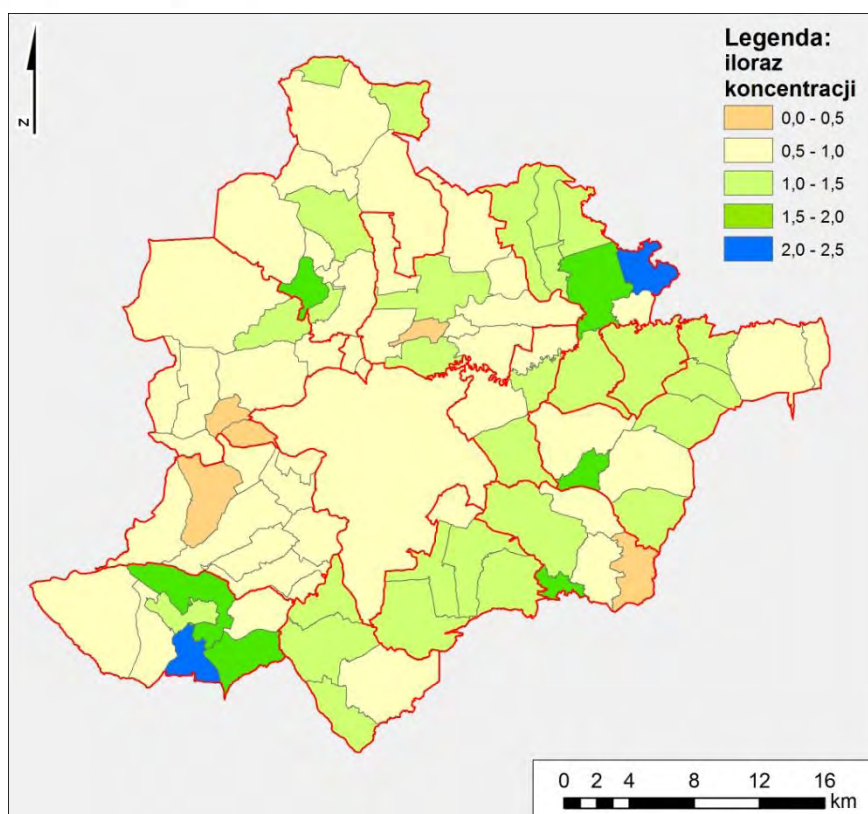 Legenda:
iloraz
koncentracji
0,0 - 0,5
0,5 - 1,0
1,0 - 1,5
1,5 - 2,0
2,0 - 2,5
N
0 2 4 8 12 16
km